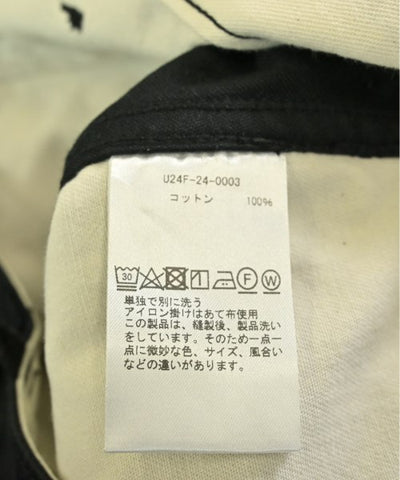 U24F-24-0003
コットン 100%
30 F W
単独で別に洗う
アイロン掛けはあて布使用
この製品は、縫製後、製品洗い
をしています。そのため一点一
点に微妙な色、サイズ、風合い
などの違いがあります。